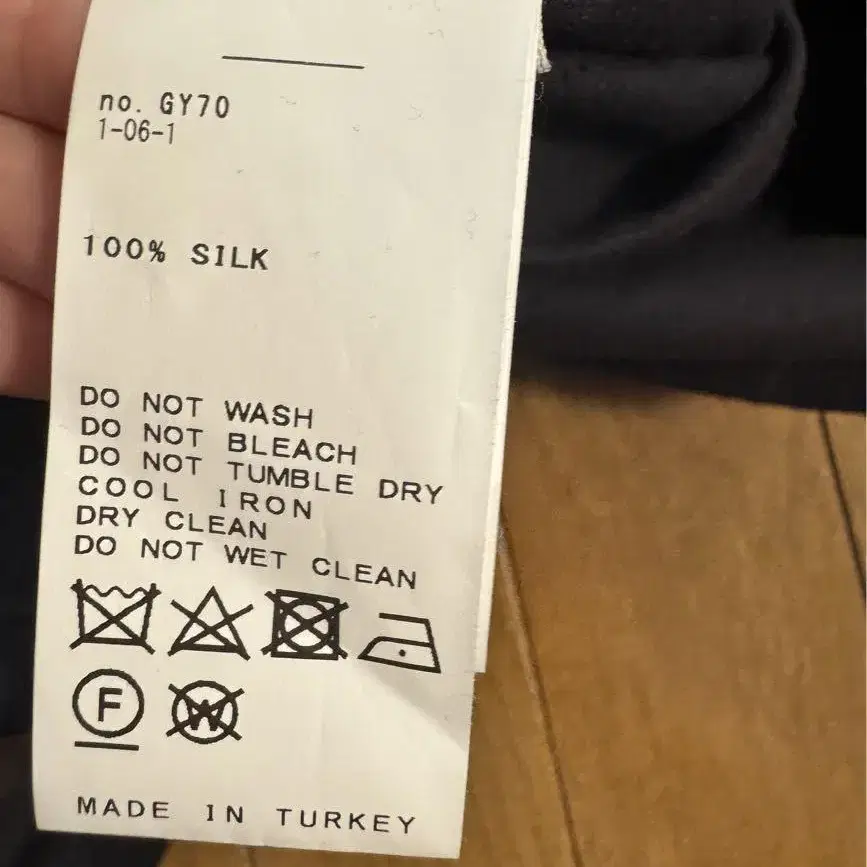 no. GY70
1-06-1
100% SILK
DO NOT WASH
DO NOT BLEACH
DO NOT TUMBLE DRY
COOL IRON
DRY CLEAN
DO NOT WET CLEAN
F W
MADE IN TURKEY